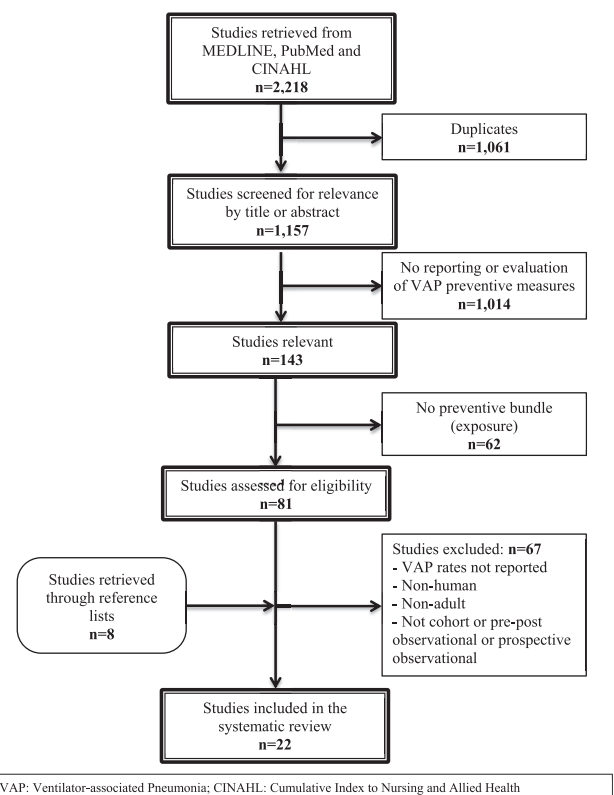 Studies retrieved from
MEDLINE, PubMed and
CINAHL
n=2,218
Duplicates
n=1,061
Studies screened for relevance
by title or abstract
n=1,157
No reporting or evaluation
of VAP preventive measures
n=1,014
Studies relevant
n=143
No preventive bundle
(exposure)
n=62
Studies assessed for eligibility
n=81
Studies retrieved
through reference
lists
n=8
Studies excluded: n=67
- VAP rates not reported
- Non-human
- Non-adult
- Not cohort or pre-post
observational or prospective
observational
Studies included in the
systematic review
n=22
VAP: Ventilator-associated Pneumonia; CINAHL: Cumulative Index to Nursing and Allied Health